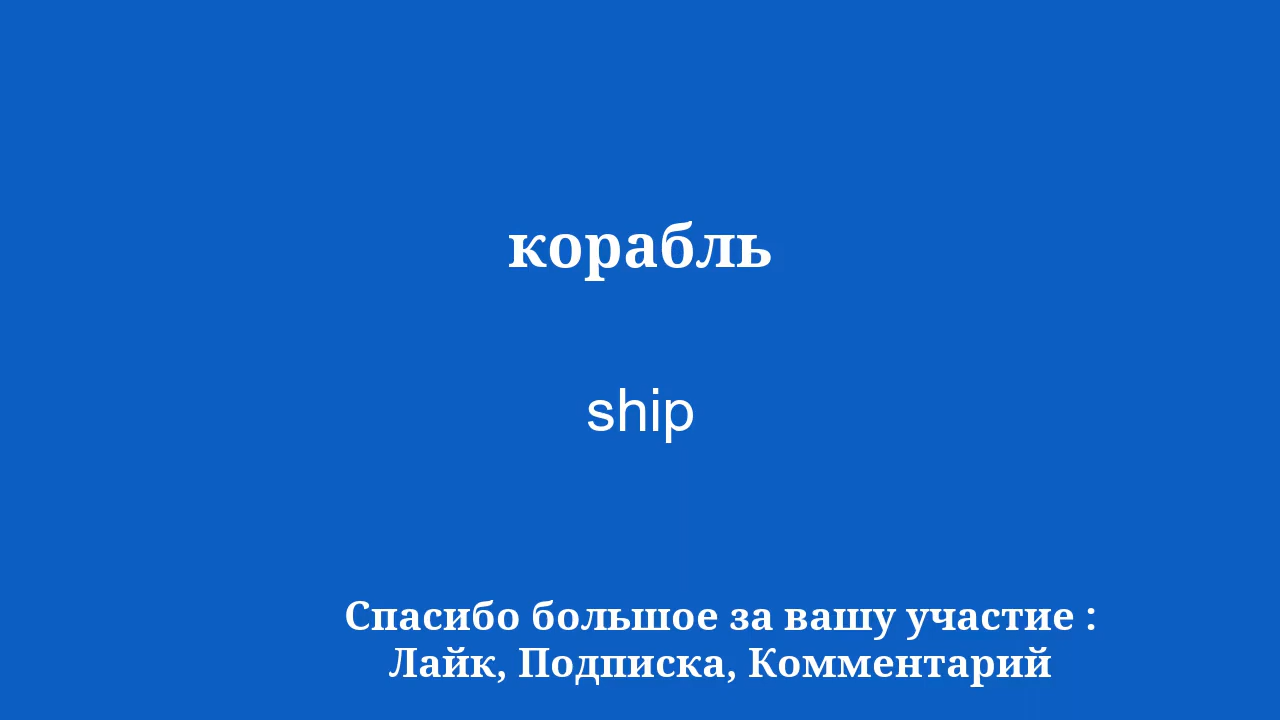 корабль
ship
Спасибо большое за вашу участие :
Лайк, Подписка, Комментарий